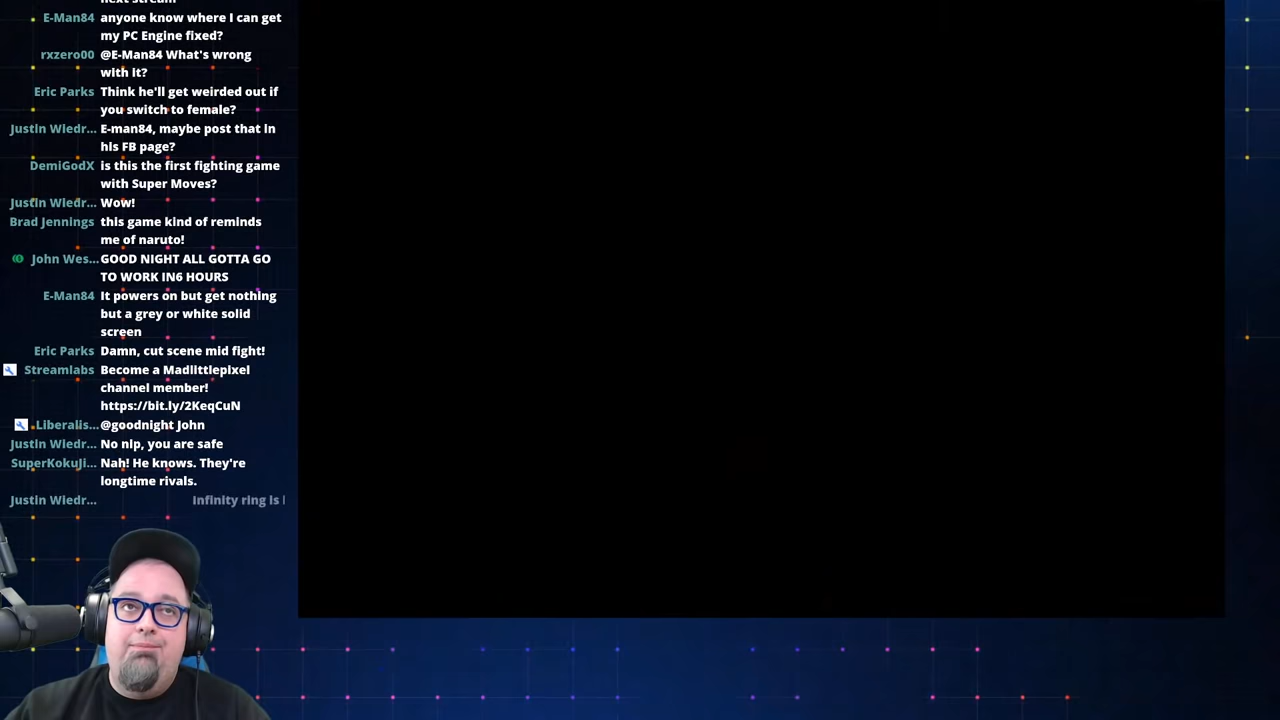 next stream
E-Man84 anyone know where I can get
my PC Engine fixed?
rxzero00 @E-Man84 What's wrong
with it?
Eric Parks Think he'll get weirded out if
you switch to female?
Justin Wiedr... E-man84, maybe post that in
his FB page?
DemiGodX is this the first fighting game
with Super Moves?
Justin Wiedr... Wow!
Brad Jennings this game kind of reminds
me of naruto!
John Wes... GOOD NIGHT ALL GOTTA GO
TO WORK IN6 HOURS
E-Man84 It powers on but get nothing
but a grey or white solid
screen
Eric Parks Damn, cut scene mid fight!
Streamlabs Become a Madlittlepixel
channel member!
https://bit.ly/2KeqCuN
Liberalis... @goodnight John
Justin Wiedr... No nip, you are safe
SuperKokuJi... Nah! He knows. They're
longtime rivals.
Justin Wiedr... Infinity ring is